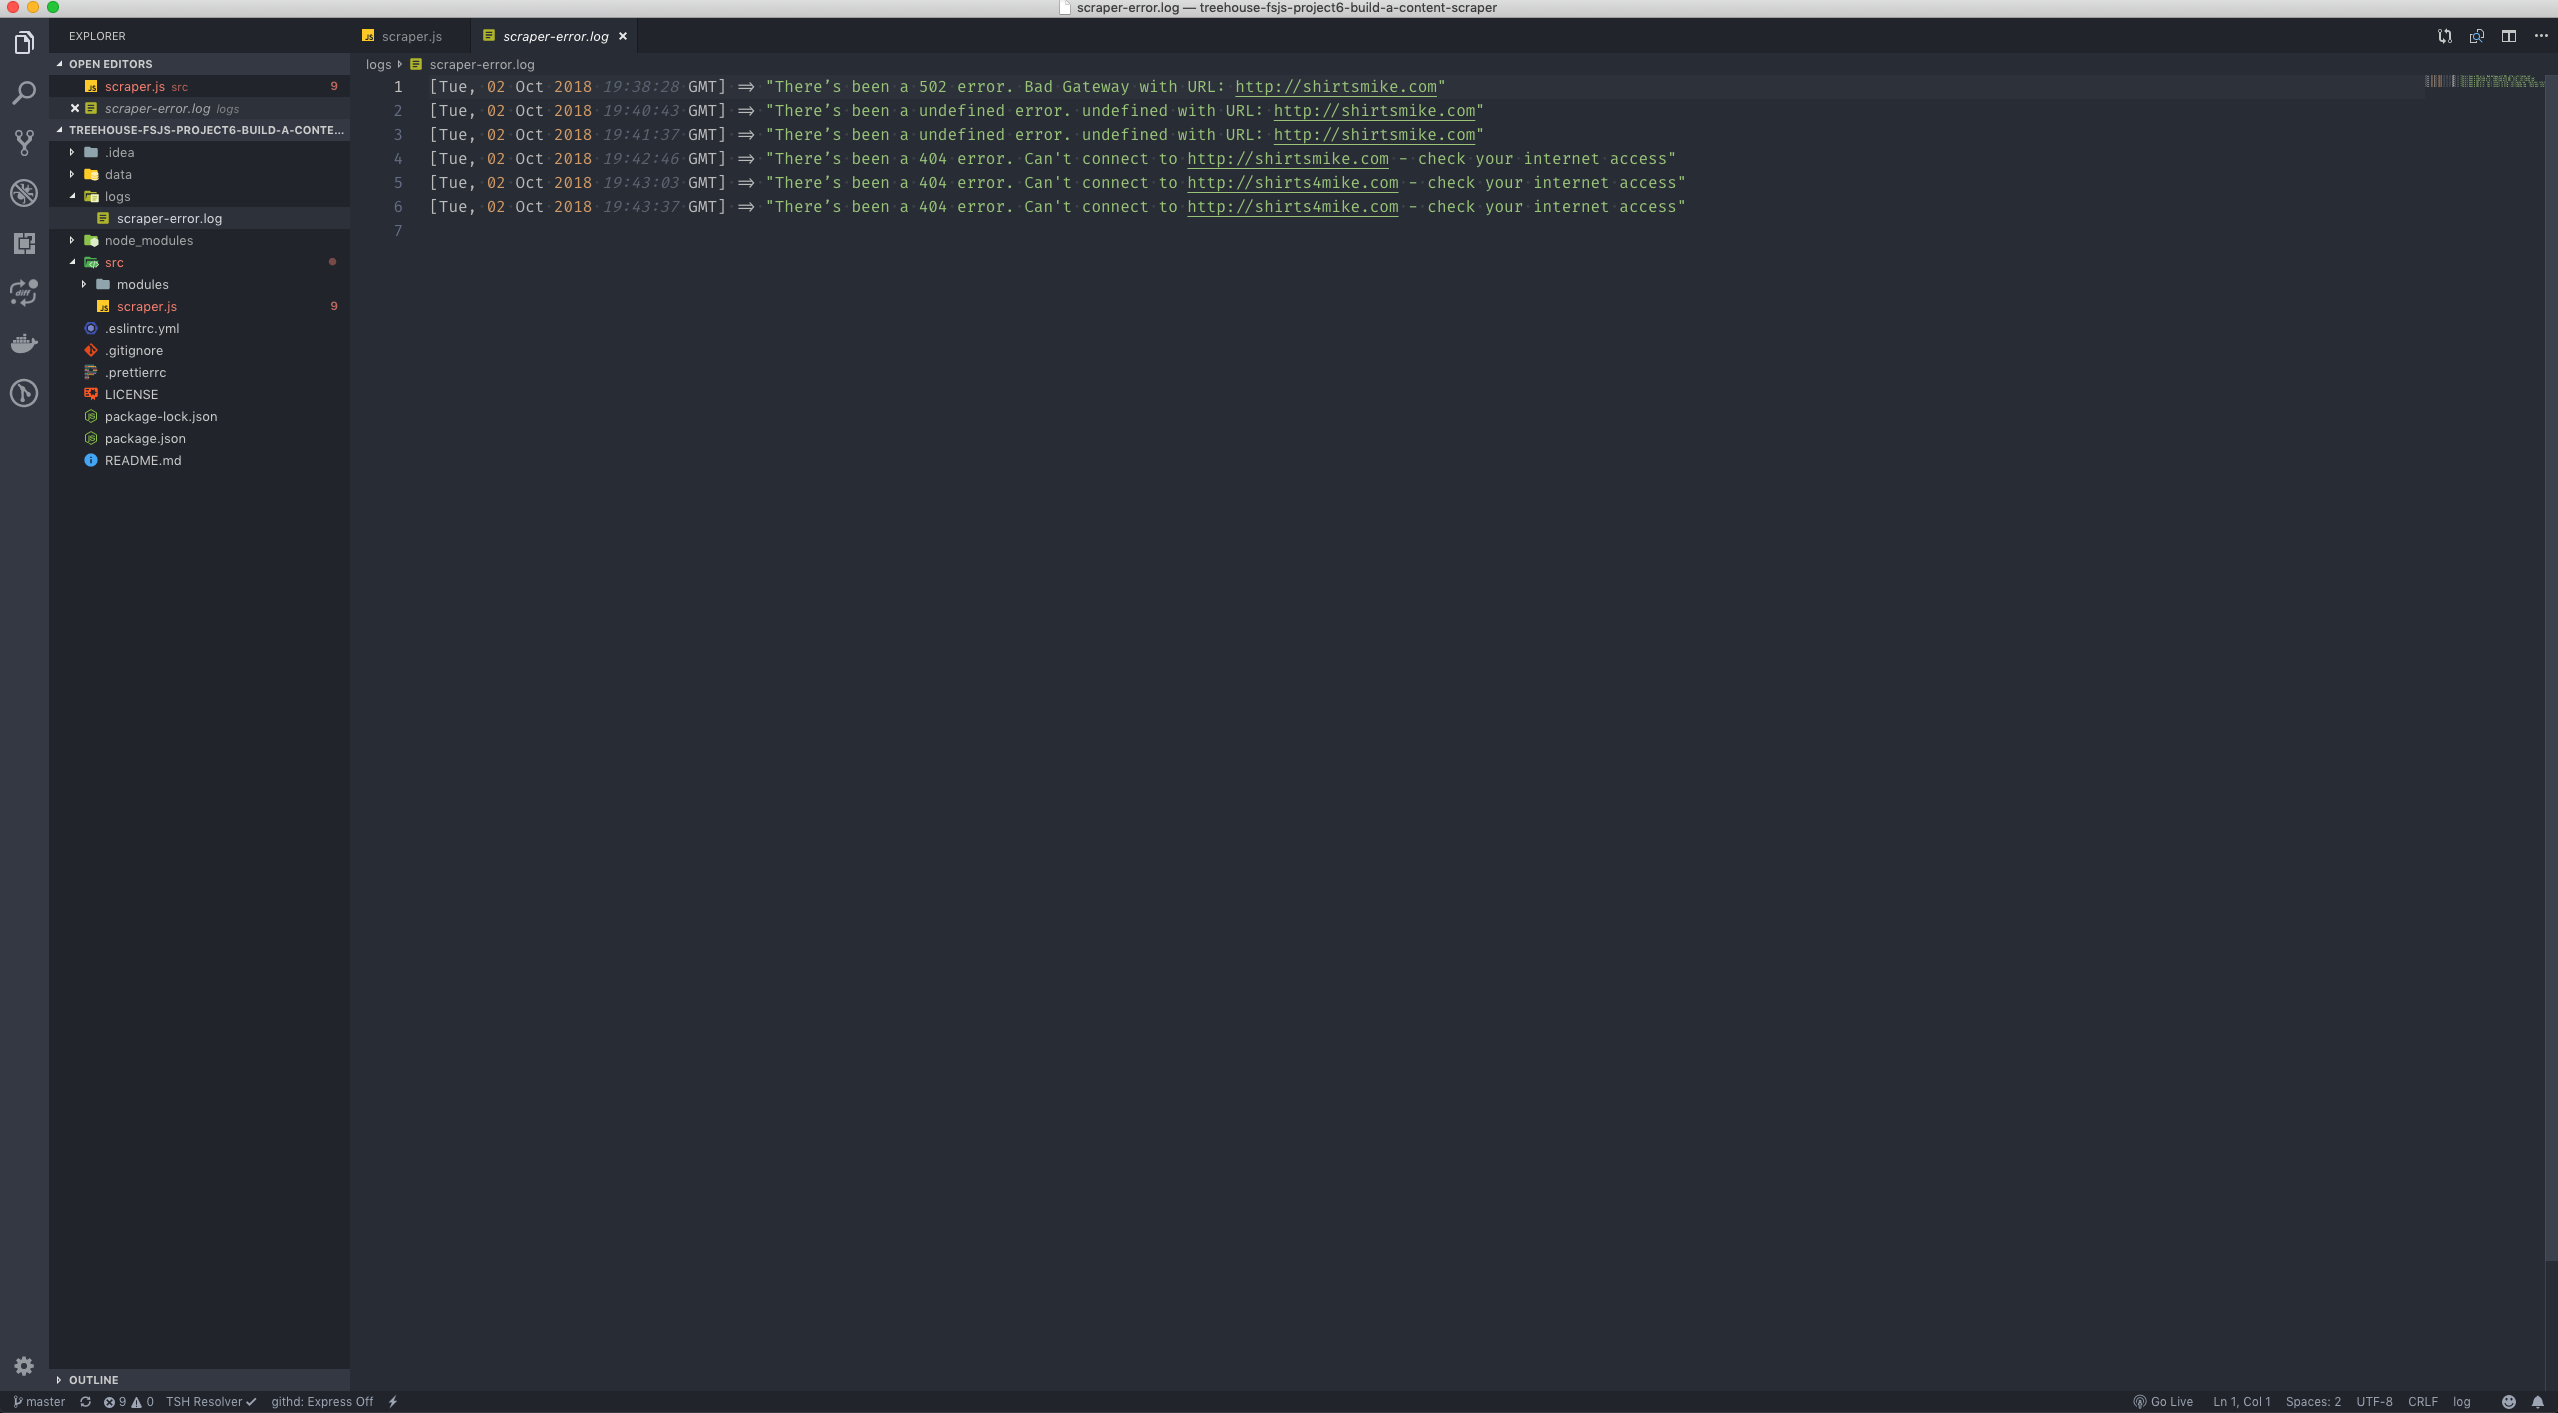 scraper-error.log — treehouse-fsjs-project6-build-a-content-scraper
EXPLORER
OPEN EDITORS
scraper.js src 9
scraper-error.log logs
TREEHOUSE-FSJS-PROJECT6-BUILD-A-CONTE...
.idea
data
logs
scraper-error.log
node_modules
src
modules
scraper.js 9
.eslintrc.yml
.gitignore
.prettierrc
LICENSE
package-lock.json
package.json
README.md
OUTLINE
scraper.js
scraper-error.log
logs scraper-error.log
1 [Tue, 02 Oct 2018 19:38:28 GMT] => "There’s been a 502 error. Bad Gateway with URL: http://shirtsmike.com"
2 [Tue, 02 Oct 2018 19:40:43 GMT] => "There’s been a undefined error. undefined with URL: http://shirtsmike.com"
3 [Tue, 02 Oct 2018 19:41:37 GMT] => "There’s been a undefined error. undefined with URL: http://shirtsmike.com"
4 [Tue, 02 Oct 2018 19:42:46 GMT] => "There’s been a 404 error. Can't connect to http://shirtsmike.com - check your internet access"
5 [Tue, 02 Oct 2018 19:43:03 GMT] => "There’s been a 404 error. Can't connect to http://shirts4mike.com - check your internet access"
6 [Tue, 02 Oct 2018 19:43:37 GMT] => "There’s been a 404 error. Can't connect to http://shirts4mike.com - check your internet access"
7
master 9 0 TSH Resolver githd: Express Off
Go Live Ln 1, Col 1 Spaces: 2 UTF-8 CRLF log